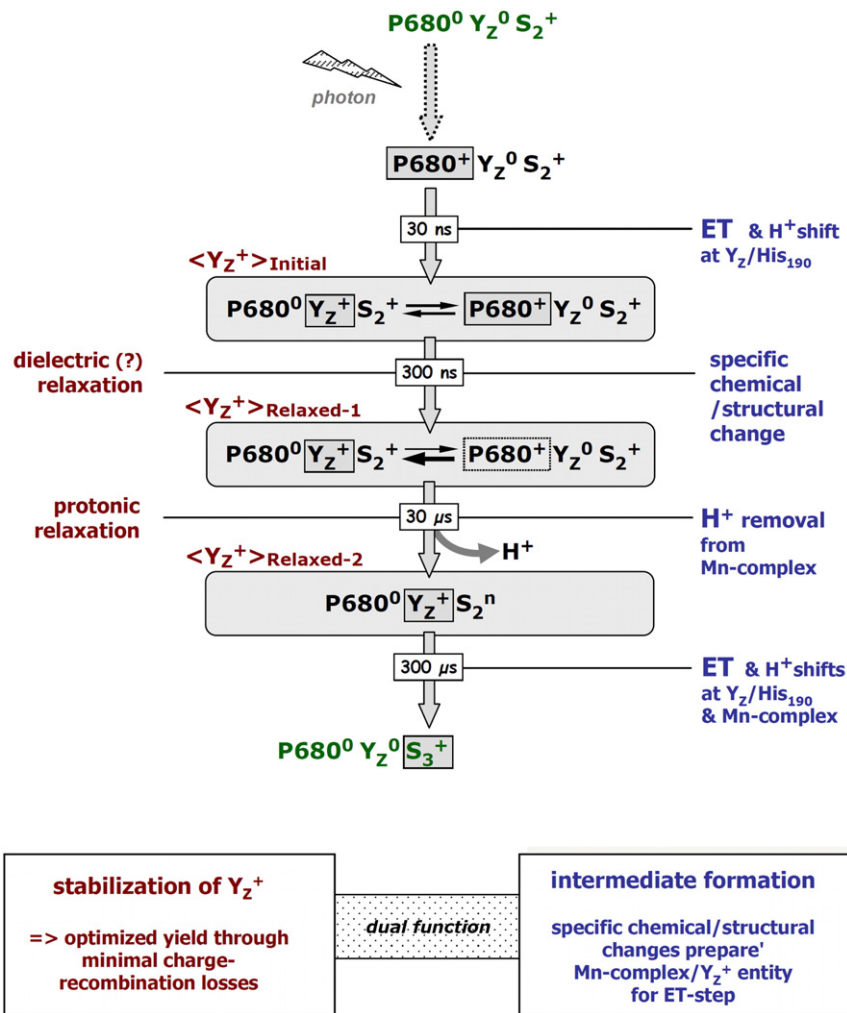 P680⁰ Y_Z⁰ S₂⁺
photon
P680⁺ Y_Z⁰ S₂⁺
30 ns
ET & H⁺shift
at Y_Z/His₁₉₀
<Y_Z⁺>Initial
P680⁰ Y_Z⁺ S₂⁺ P680⁺ Y_Z⁰ S₂⁺
dielectric (?)
relaxation
300 ns
specific
chemical
/structural
change
<Y_Z⁺>Relaxed-1
P680⁰ Y_Z⁺ S₂⁺ P680⁺ Y_Z⁰ S₂⁺
protonic
relaxation
30 µs
H⁺ removal
from
Mn-complex
H⁺
<Y_Z⁺>Relaxed-2
P680⁰ Y_Z⁺ S₂ⁿ
300 µs
ET & H⁺shifts
at Y_Z/His₁₉₀
& Mn-complex
P680⁰ Y_Z⁰ S₃⁺
stabilization of Y_Z⁺
=> optimized yield through
minimal charge-
recombination losses
dual function
intermediate formation
specific chemical/structural
changes prepare'
Mn-complex/Y_Z⁺ entity
for ET-step